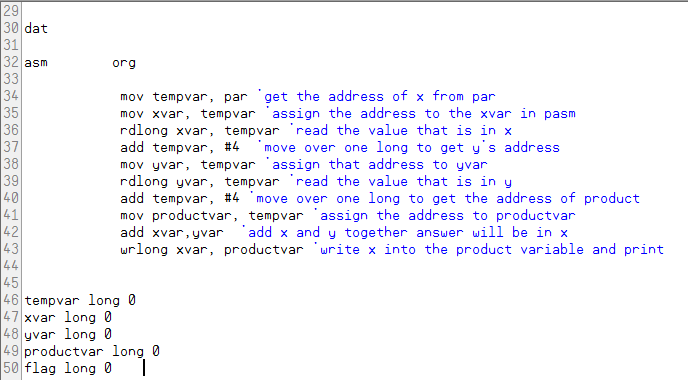 29
30 dat
31
32 asm org
33
34 mov tempvar, par 'get the address of x from par
35 mov xvar, tempvar 'assign the address to the xvar in pasm
36 rdlong xvar, tempvar 'read the value that is in x
37 add tempvar, #4 'move over one long to get y's address
38 mov yvar, tempvar 'assign that address to yvar
39 rdlong yvar, tempvar 'read the value that is in y
40 add tempvar, #4 'move over one long to get the address of product
41 mov productvar, tempvar 'assign the address to productvar
42 add xvar,yvar 'add x and y together answer will be in x
43 wrlong xvar, productvar 'write x into the product variable and print
44
45
46 tempvar long 0
47 xvar long 0
48 yvar long 0
49 productvar long 0
50 flag long 0